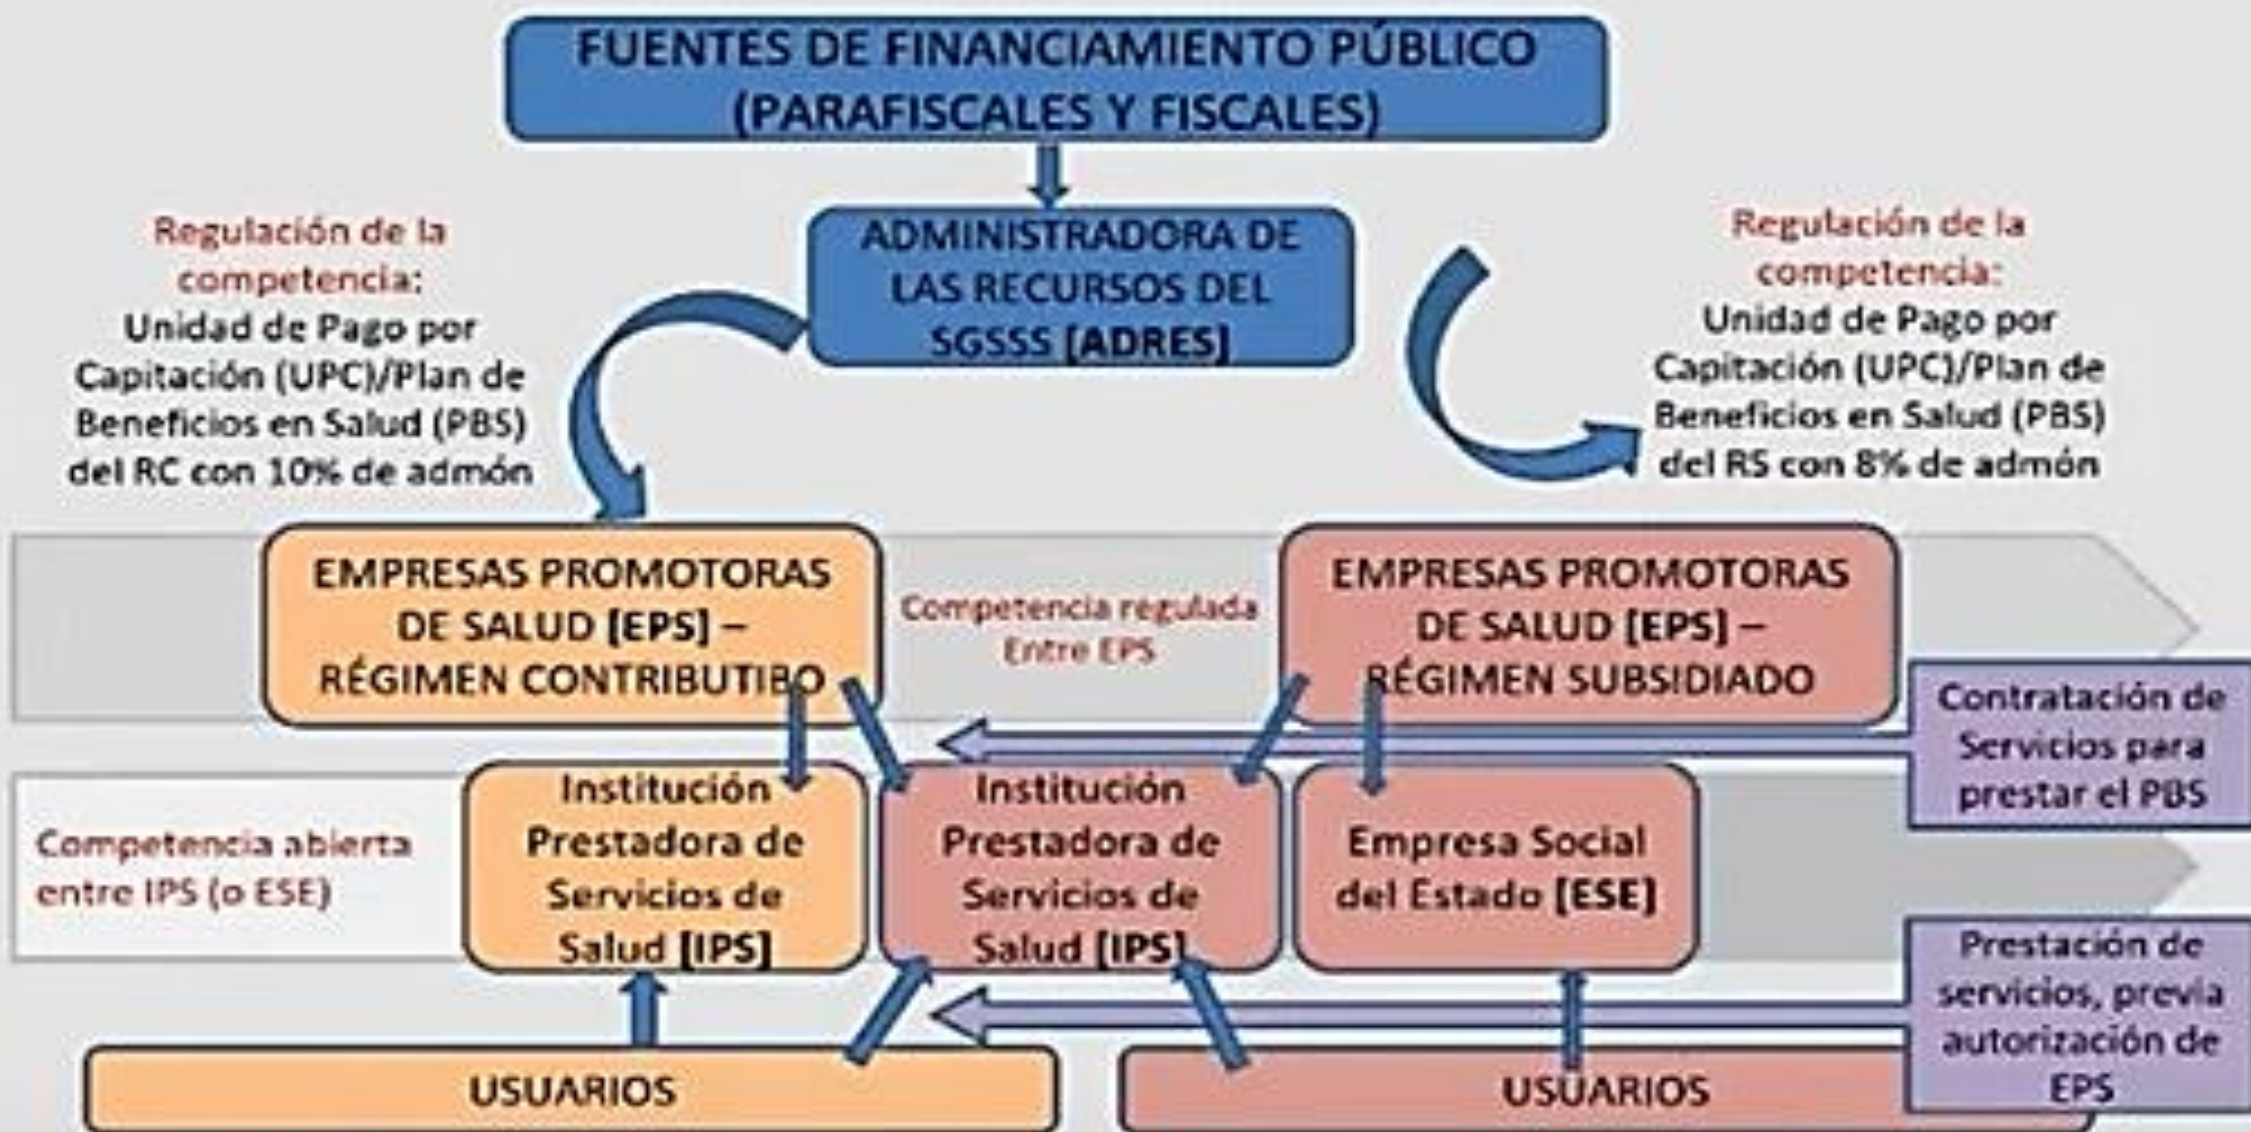 FUENTES DE FINANCIAMIENTO PÚBLICO
(PARAFISCALES Y FISCALES)
ADMINISTRADORA DE
LAS RECURSOS DEL
SGSSS [ADRES]
Regulación de la
competencia:
Unidad de Pago por
Capitación (UPC)/Plan de
Beneficios en Salud (PBS)
del RC con 10% de admón
Regulación de la
competencia:
Unidad de Pago por
Capitación (UPC)/Plan de
Beneficios en Salud (PBS)
del RS con 8% de admón
EMPRESAS PROMOTORAS
DE SALUD [EPS] –
RÉGIMEN CONTRIBUTIBO
Competencia regulada
Entre EPS
EMPRESAS PROMOTORAS
DE SALUD [EPS] –
RÉGIMEN SUBSIDIADO
Contratación de
Servicios para
prestar el PBS
Competencia abierta
entre IPS (o ESE)
Institución
Prestadora de
Servicios de
Salud [IPS]
Institución
Prestadora de
Servicios de
Salud [IPS]
Empresa Social
del Estado [ESE]
Prestación de
servicios, previa
autorización de
EPS
USUARIOS
USUARIOS